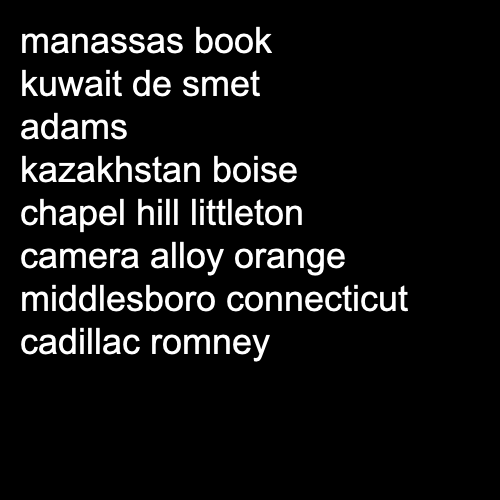 manassas book
kuwait de smet
adams
kazakhstan boise
chapel hill littleton
camera alloy orange
middlesboro connecticut
cadillac romney